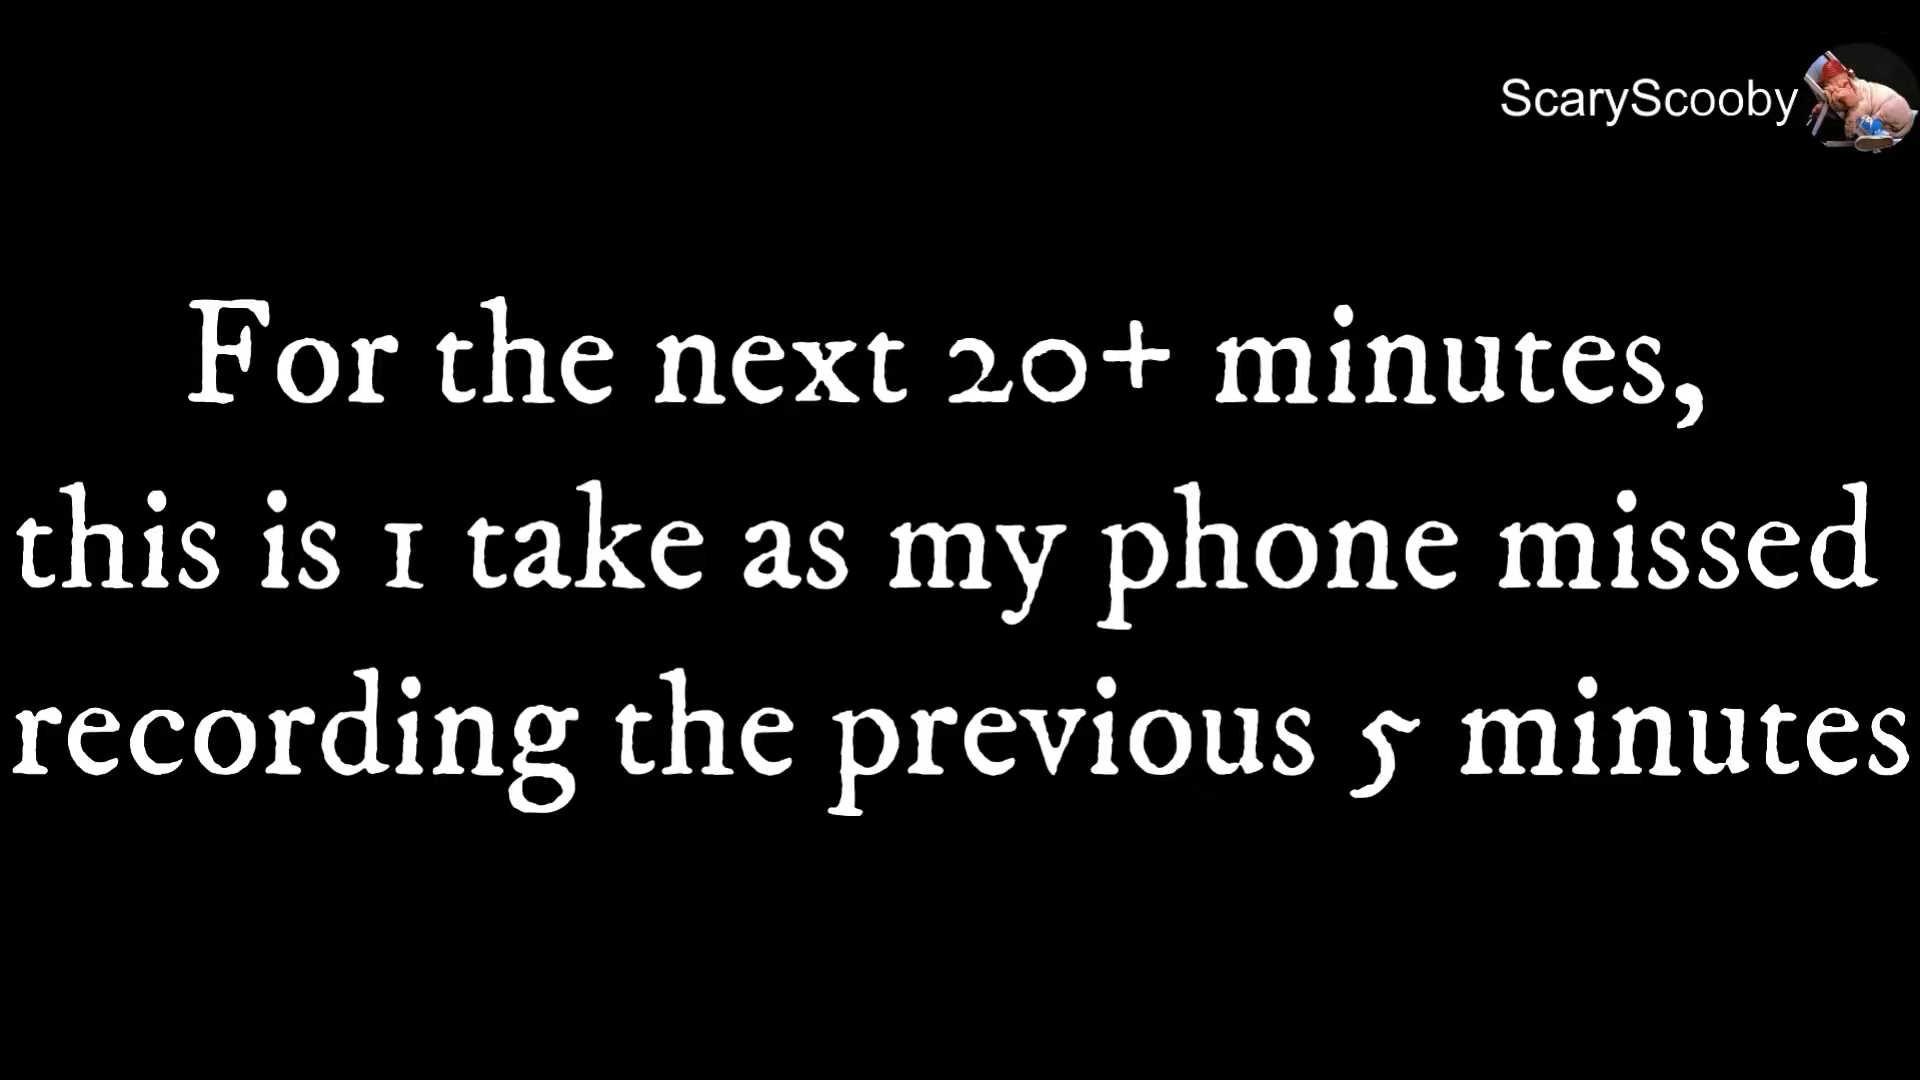 ScaryScooby
For the next 20+ minutes,
this is 1 take as my phone missed
recording the previous 5 minutes